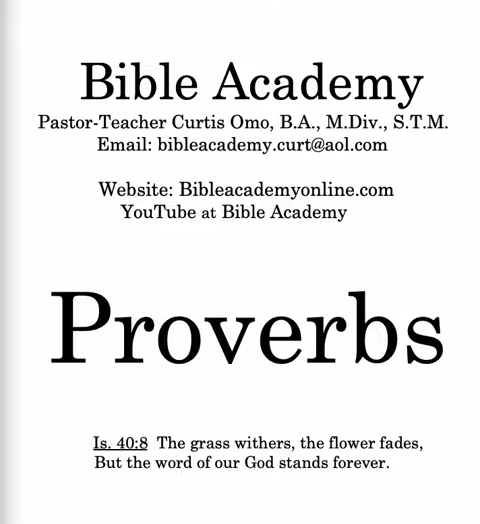 Bible Academy
Pastor-Teacher Curtis Omo, B.A., M.Div., S.T.M.
Email: bibleacademy.curt@aol.com
Website: Bibleacademyonline.com
YouTube at Bible Academy
Proverbs
Is. 40:8 The grass withers, the flower fades,
But the word of our God stands forever.